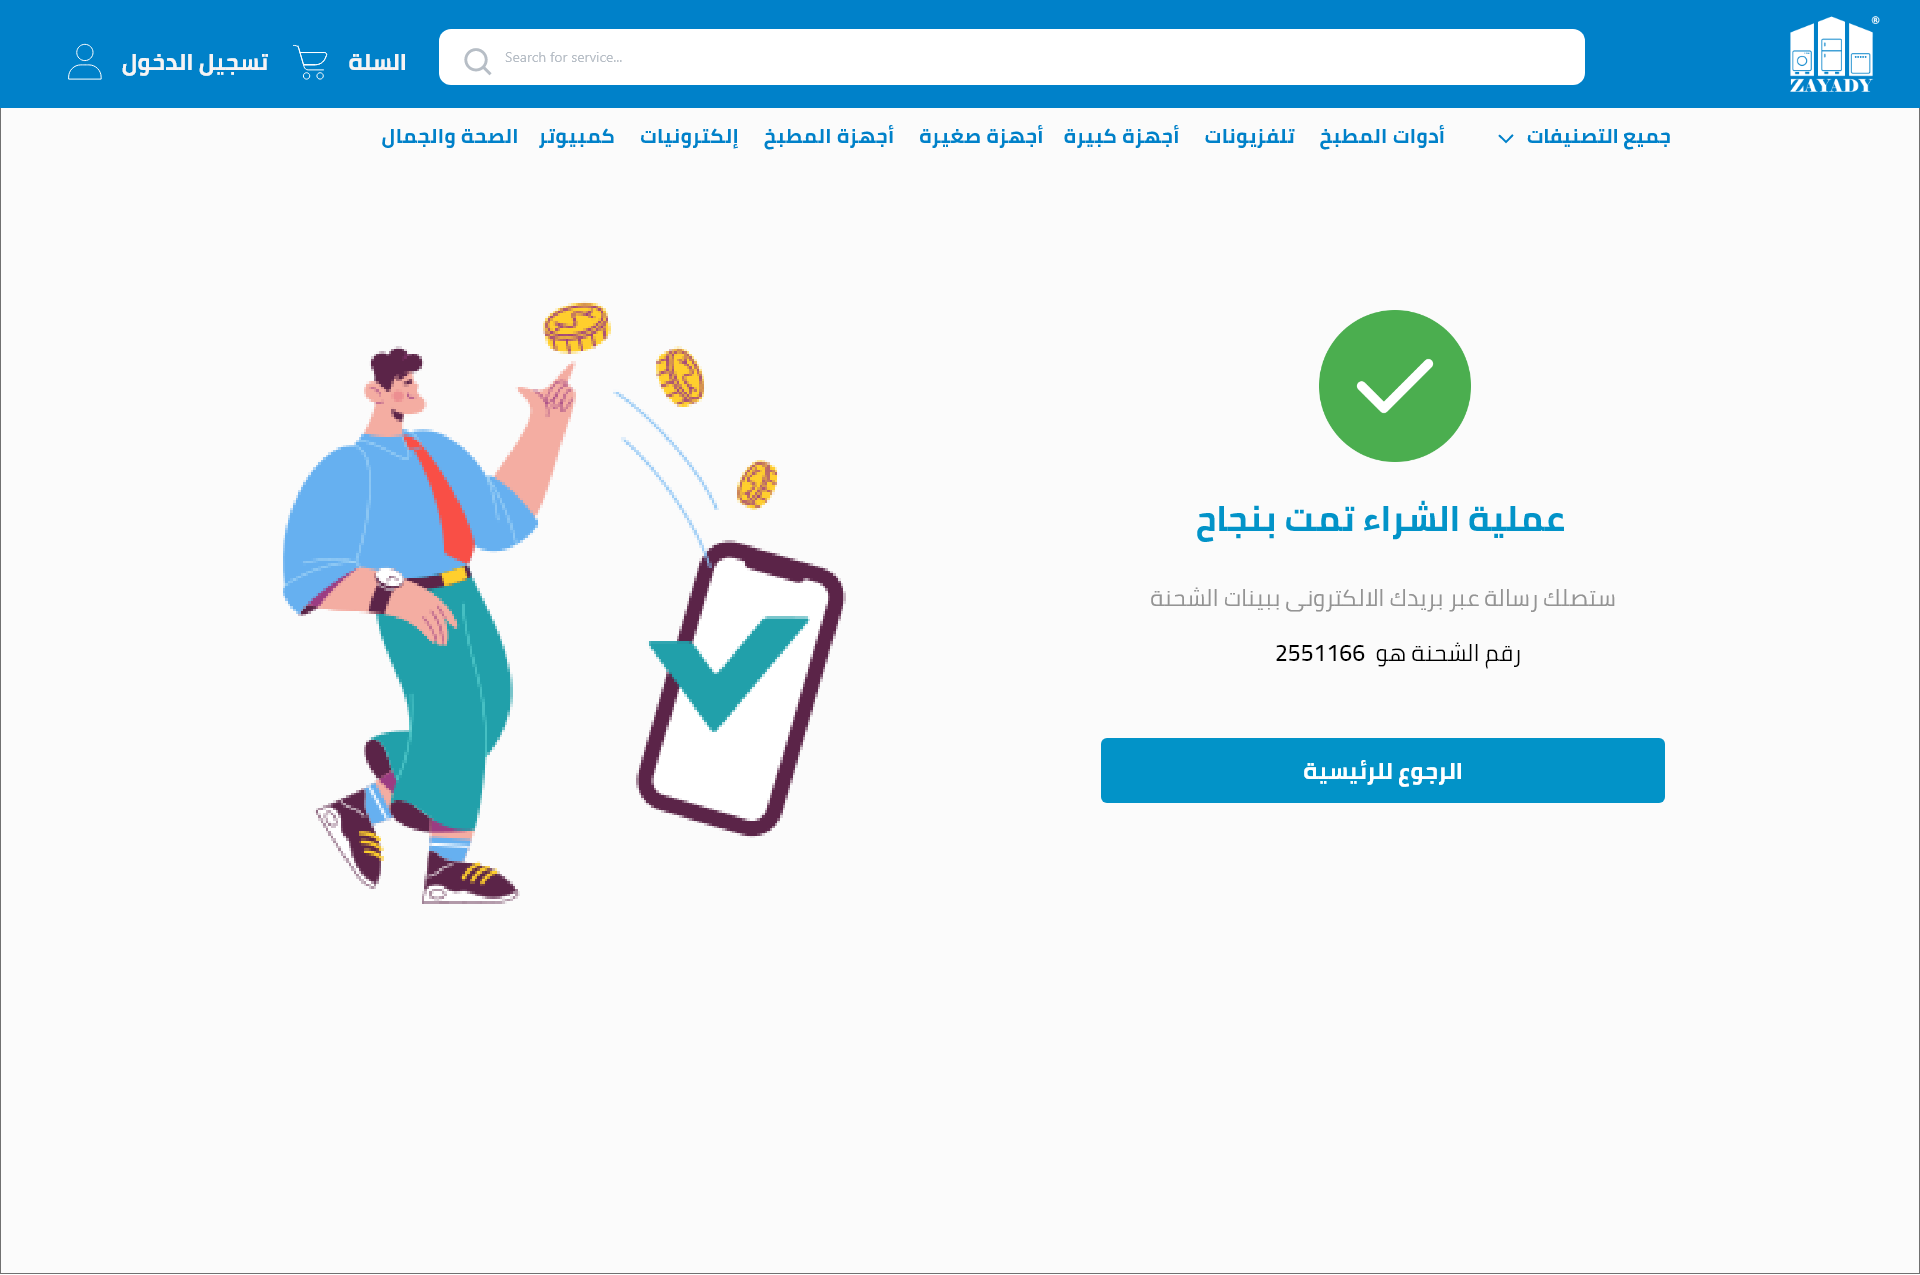 ZAYADY®
Search for service...
السلة
تسجيل الدخول
جميع التصنيفات أدوات المطبخ تلفزيونات أجهزة كبيرة أجهزة صغيرة أجهزة المطبخ إلكترونيات كمبيوتر الصحة والجمال
عملية الشراء تمت بنجاح
ستصلك رسالة عبر بريدك الالكترونى ببينات الشحنة
رقم الشحنة هو 2551166
الرجوع للرئيسية